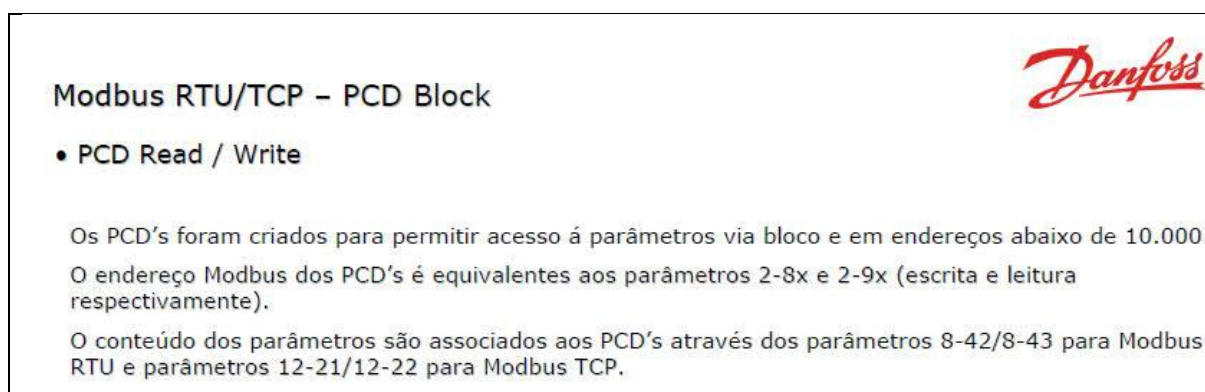 Danfoss
Modbus RTU/TCP – PCD Block
• PCD Read / Write
Os PCD’s foram criados para permitir acesso á parâmetros via bloco e em endereços abaixo de 10.000
O endereço Modbus dos PCD’s é equivalentes aos parâmetros 2-8x e 2-9x (escrita e leitura
respectivamente).
O conteúdo dos parâmetros são associados aos PCD’s através dos parâmetros 8-42/8-43 para Modbus
RTU e parâmetros 12-21/12-22 para Modbus TCP.